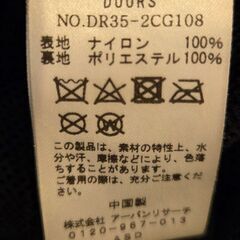 DOORS
NO.DR35-2CG108
表地 ナイロン 100%
裏地 ポリエステル 100%
この製品は、素材の特性上、水
分や汗、摩擦などにより、色落
ちすることがあります。
ご着用の際は、充分ご注意くだ
さい。
中国製
株式会社 アーバンリサーチ
0120-967-013
ASD